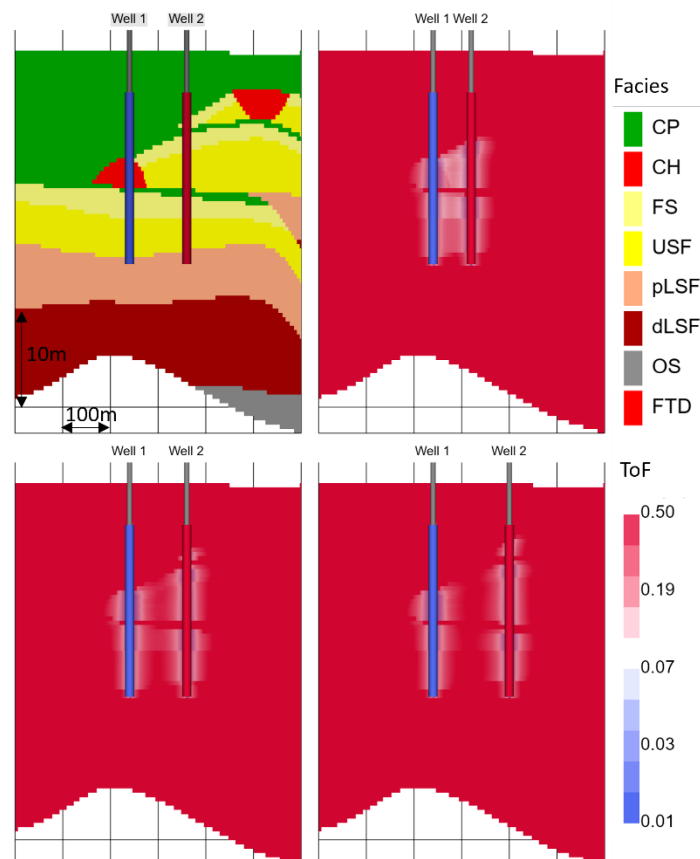 Well 1 Well 2
Well 1 Well 2
Facies
CP
CH
FS
USF
pLSF
dLSF
OS
FTD
10m
100m
Well 1 Well 2
Well 1 Well 2
ToF
0.50
0.19
0.07
0.03
0.01